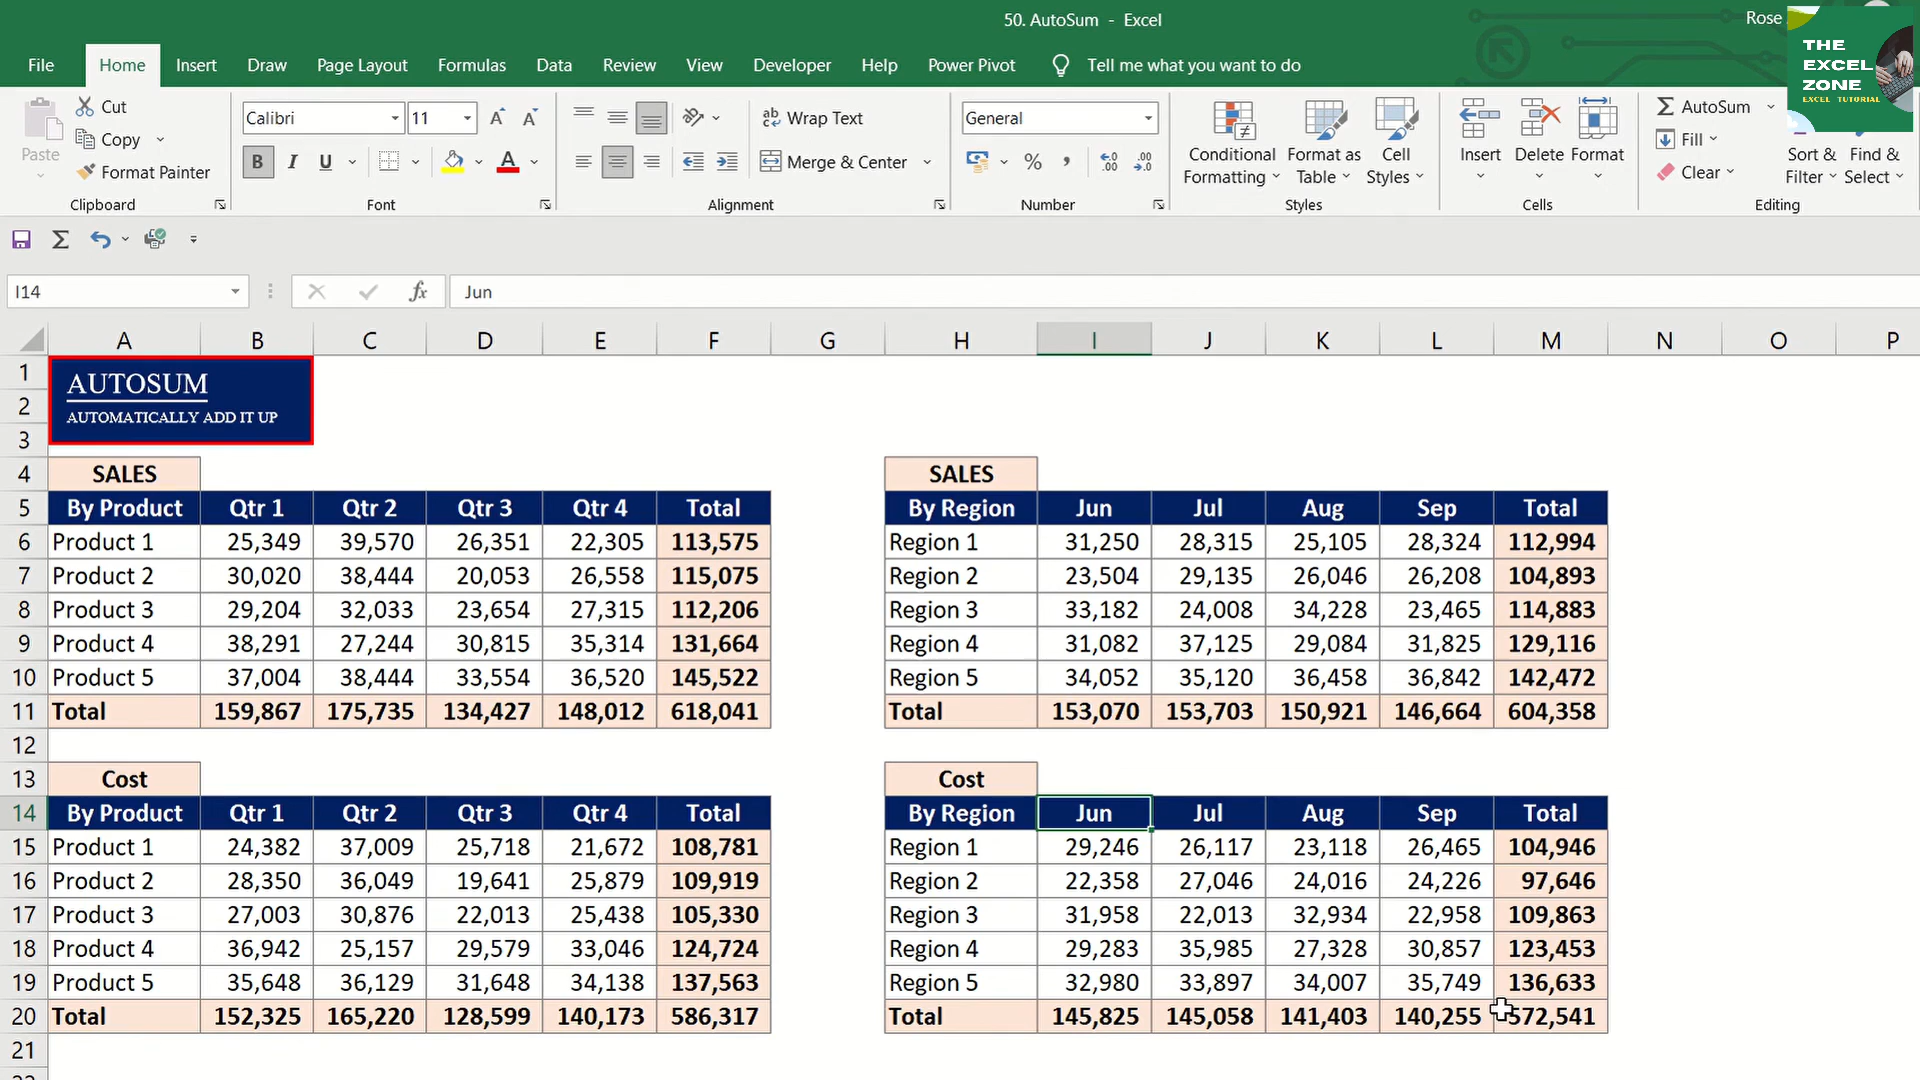 50. AutoSum - Excel
Rose
THE
EXCEL
ZONE
EXCEL TUTORIAL
File Home Insert Draw Page Layout Formulas Data Review View Developer Help Power Pivot Tell me what you want to do
Paste
Cut
Copy
Format Painter
Clipboard
Calibri 11
B I U A
Font
Wrap Text
Merge & Center
Alignment
General
Number
Conditional Formatting
Format as Table
Cell Styles
Styles
Insert Delete Format
Cells
AutoSum
Fill
Clear
Sort & Filter
Find & Select
Editing
I14 fx Jun
A B C D E F G H I J K L M N O P
1
AUTOSUM
2
AUTOMATICALLY ADD IT UP
3
4 SALES SALES
5 By Product Qtr 1 Qtr 2 Qtr 3 Qtr 4 Total By Region Jun Jul Aug Sep Total
6 Product 1 25,349 39,570 26,351 22,305 113,575 Region 1 31,250 28,315 25,105 28,324 112,994
7 Product 2 30,020 38,444 20,053 26,558 115,075 Region 2 23,504 29,135 26,046 26,208 104,893
8 Product 3 29,204 32,033 23,654 27,315 112,206 Region 3 33,182 24,008 34,228 23,465 114,883
9 Product 4 38,291 27,244 30,815 35,314 131,664 Region 4 31,082 37,125 29,084 31,825 129,116
10 Product 5 37,004 38,444 33,554 36,520 145,522 Region 5 34,052 35,120 36,458 36,842 142,472
11 Total 159,867 175,735 134,427 148,012 618,041 Total 153,070 153,703 150,921 146,664 604,358
12
13 Cost Cost
14 By Product Qtr 1 Qtr 2 Qtr 3 Qtr 4 Total By Region Jun Jul Aug Sep Total
15 Product 1 24,382 37,009 25,718 21,672 108,781 Region 1 29,246 26,117 23,118 26,465 104,946
16 Product 2 28,350 36,049 19,641 25,879 109,919 Region 2 22,358 27,046 24,016 24,226 97,646
17 Product 3 27,003 30,876 22,013 25,438 105,330 Region 3 31,958 22,013 32,934 22,958 109,863
18 Product 4 36,942 25,157 29,579 33,046 124,724 Region 4 29,283 35,985 27,328 30,857 123,453
19 Product 5 35,648 36,129 31,648 34,138 137,563 Region 5 32,980 33,897 34,007 35,749 136,633
20 Total 152,325 165,220 128,599 140,173 586,317 Total 145,825 145,058 141,403 140,255 572,541
21